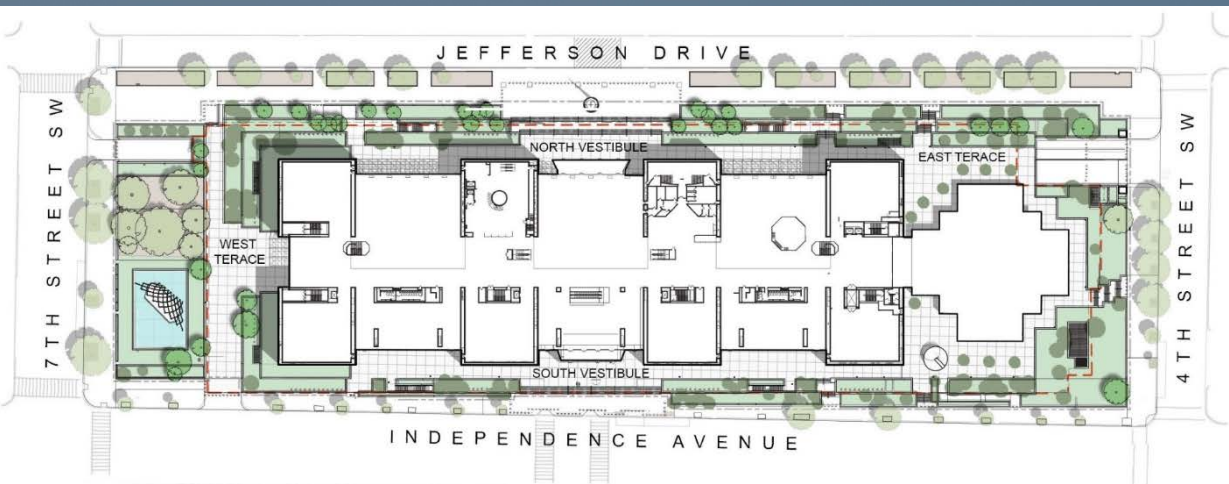 JEFFERSON DRIVE
7TH STREET SW
4TH STREET SW
NORTH VESTIBULE
EAST TERACE
WEST
TERACE
SOUTH VESTIBULE
INDEPENDENCE AVENUE